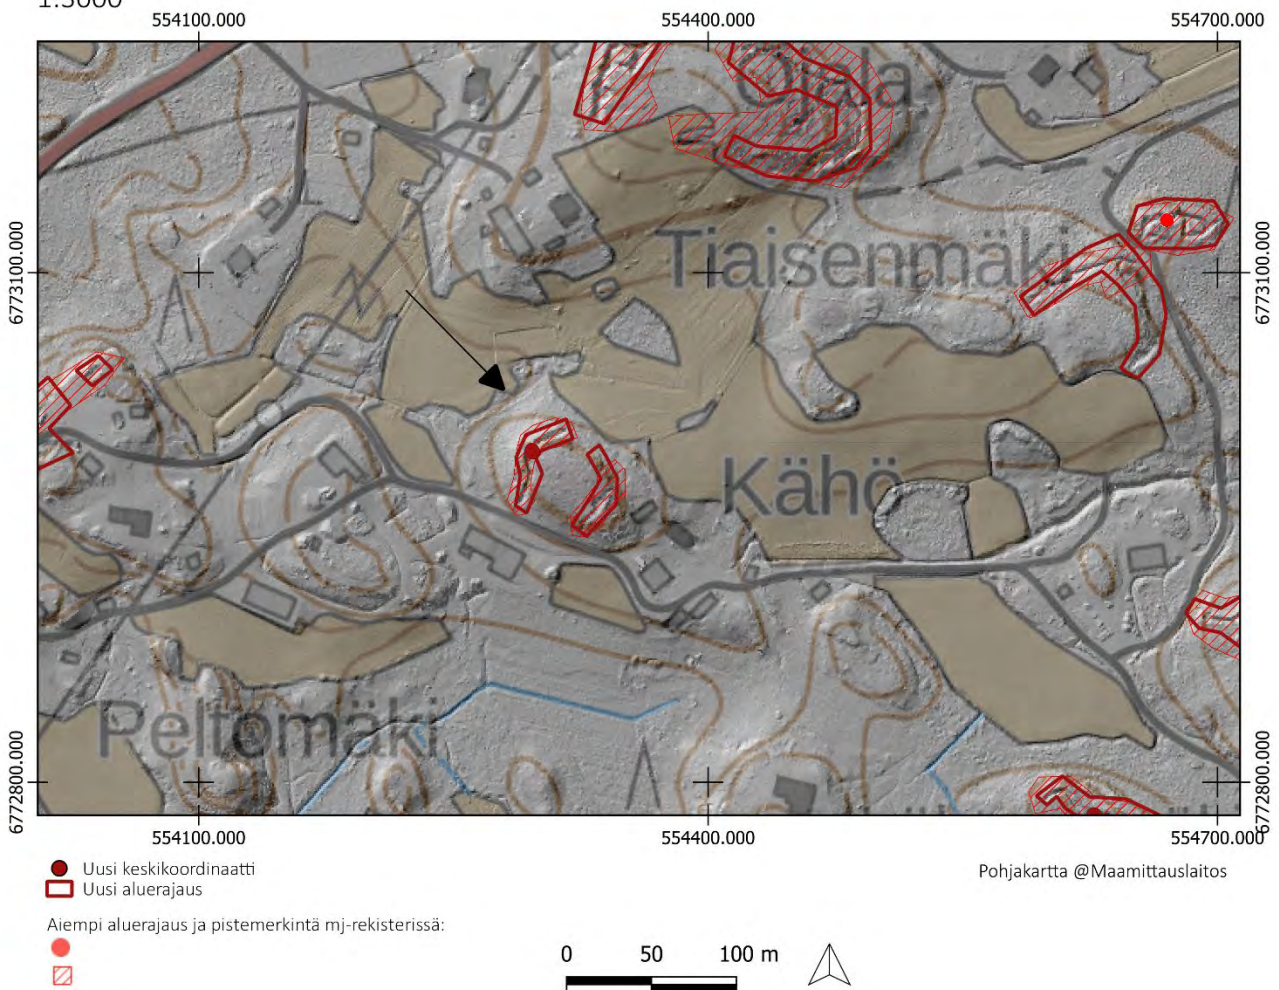 1:3000
554100.000 554400.000 554700.000
Ojala
6773100.000 6773100.000
Tiaisenmäki
Kähö
Peltomäki
6772800.000 6772800.000
554100.000 554400.000 554700.000
Uusi keskikoordinaatti
Uusi aluerajaus
Pohjakartta @Maamittauslaitos
Aiempi aluerajaus ja pistemerkintä mj-rekisterissä:
0 50 100 m